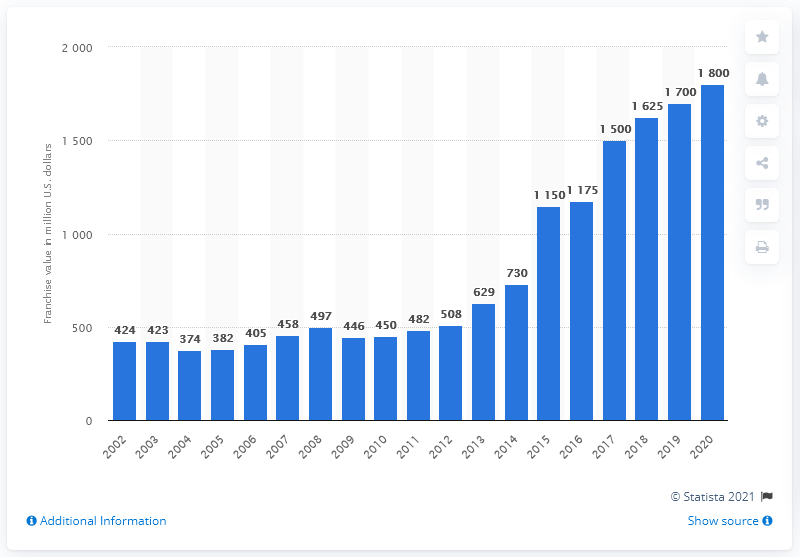 2 000
1 500
1 000
500
0
Franchise value in million U.S. dollars
424 423 374 382 405 458 497 446 450 482 508 629 730 1 150 1 175 1 500 1 625 1 700 1 800
2002 2003 2004 2005 2006 2007 2008 2009 2010 2011 2012 2013 2014 2015 2016 2017 2018 2019 2020
© Statista 2021
Additional Information
Show source